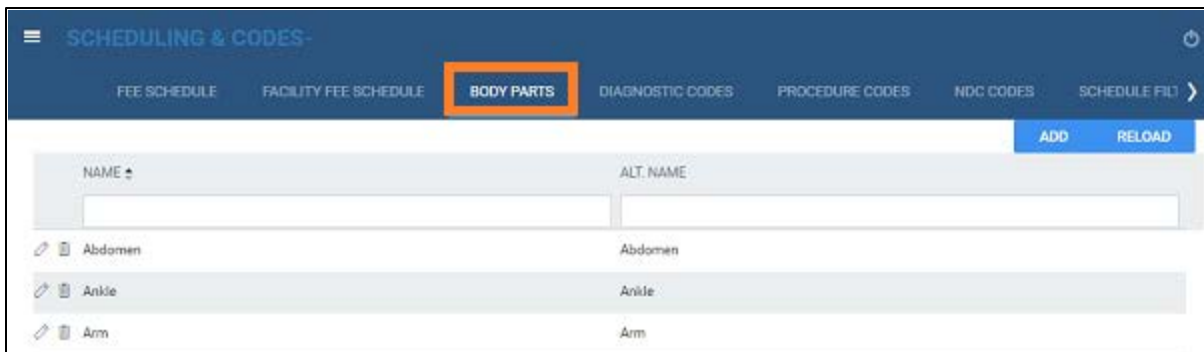 SCHEDULING & CODES-
FEE SCHEDULE FACILITY FEE SCHEDULE BODY PARTS DIAGNOSTIC CODES PROCEDURE CODES NDC CODES SCHEDULE FILT
ADD RELOAD
NAME ALT. NAME
Abdomen Abdomen
Ankle Ankle
Arm Arm